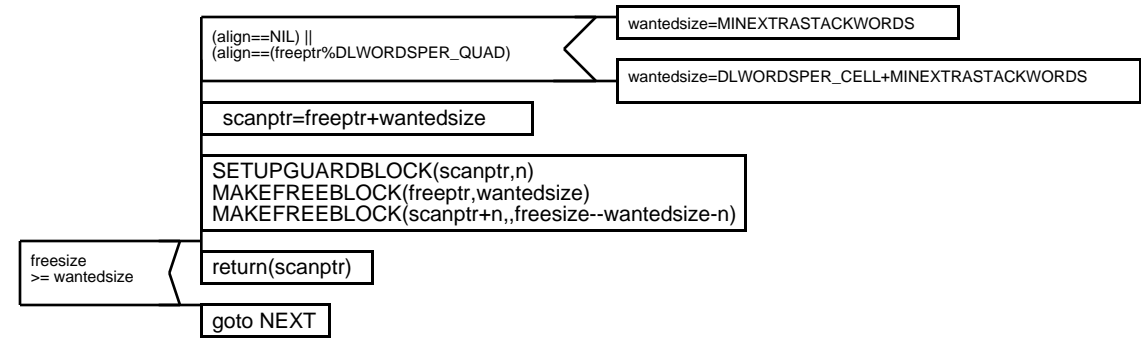 (align==NIL) ||
(align==(freeptr%DLWORDSPER_QUAD)
wantedsize=MINEXTRASTACKWORDS
wantedsize=DLWORDSPER_CELL+MINEXTRASTACKWORDS
scanptr=freeptr+wantedsize
SETUPGUARDBLOCK(scanptr,n)
MAKEFREEBLOCK(freeptr,wantedsize)
MAKEFREEBLOCK(scanptr+n,,freesize--wantedsize-n)
freesize
>= wantedsize
return(scanptr)
goto NEXT